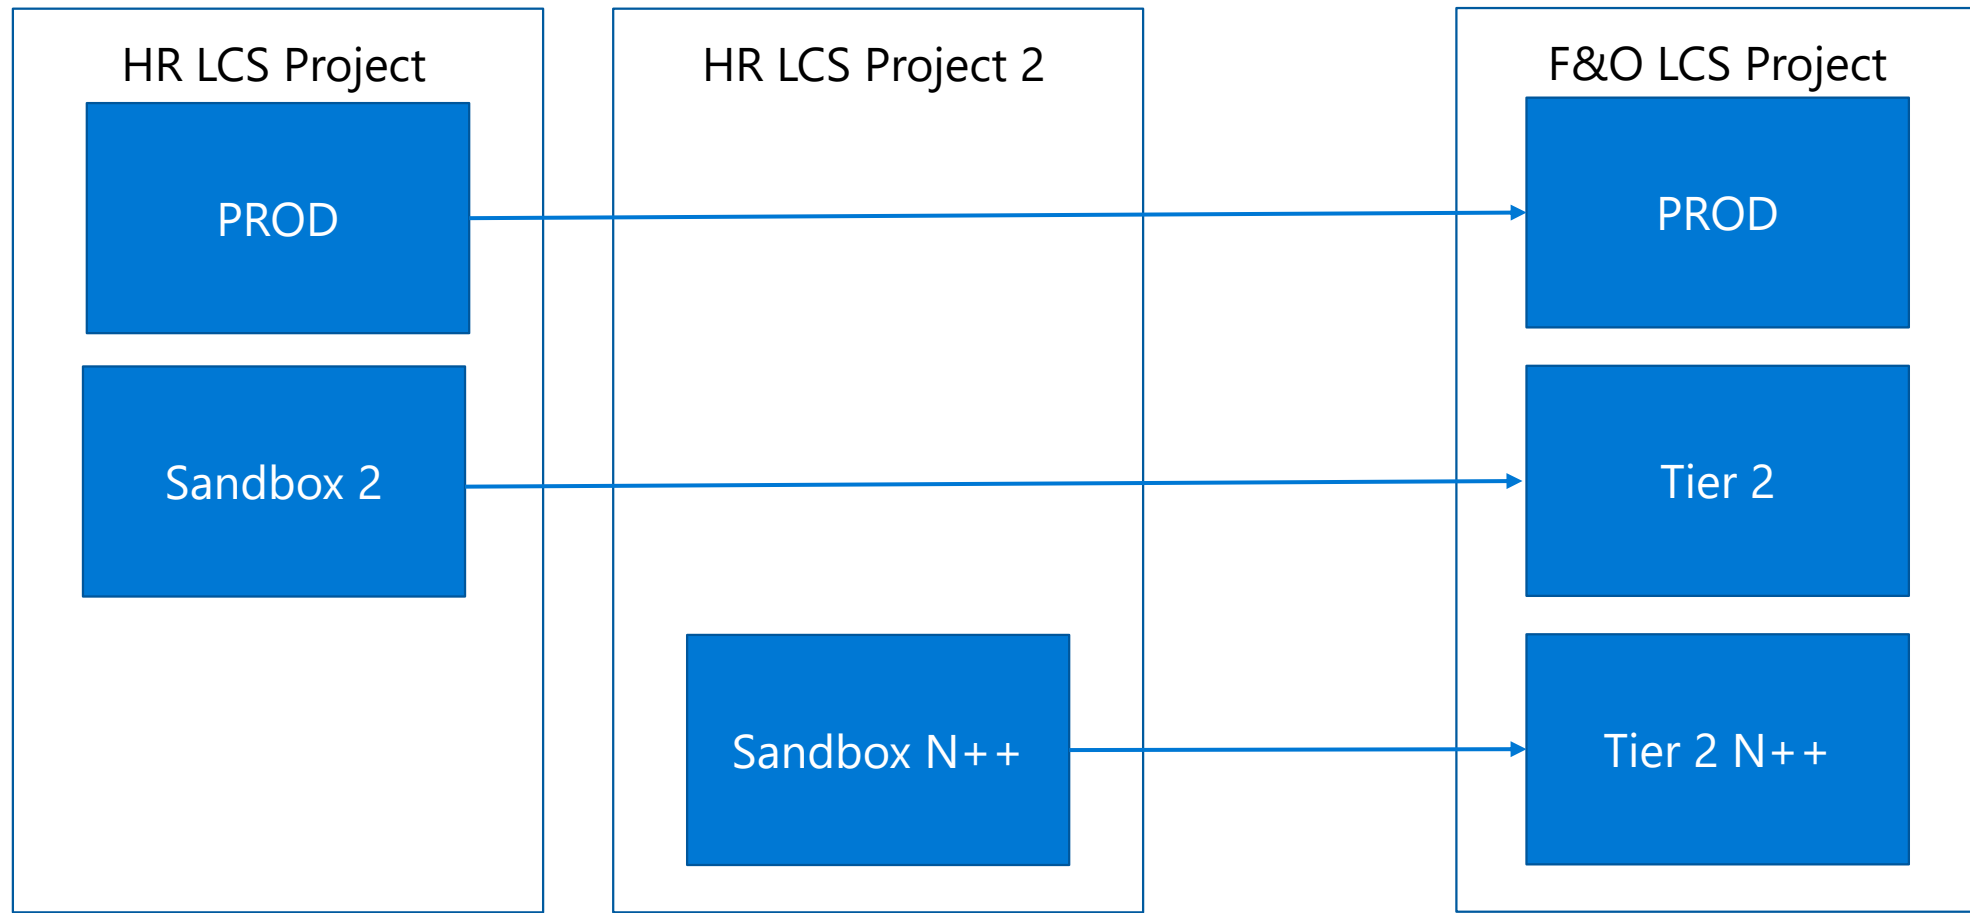 HR LCS Project
HR LCS Project 2
F&O LCS Project
PROD
PROD
Sandbox 2
Tier 2
Sandbox N++
Tier 2 N++